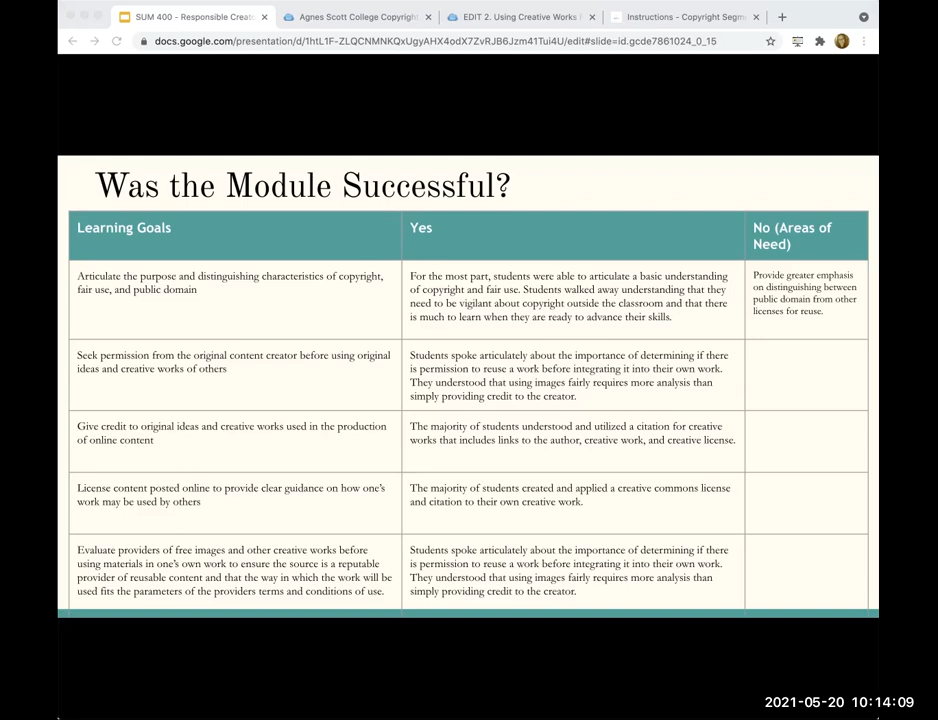 SUM 400 - Responsible Creat
Agnes Scott College Copyright
EDIT 2. Using Creative Works
Instructions - Copyright Segm
docs.google.com/presentation/d/1htL1F-ZLQCNMNKQxUgyAHX4odX7ZvRJB6Jzm41Tui4U/edit#slide=id.gcde7861024_0_15
Was the Module Successful?
Learning Goals
Yes
No (Areas of
Need)
Articulate the purpose and distinguishing characteristics of copyright,
fair use, and public domain
For the most part, students were able to articulate a basic understanding
of copyright and fair use. Students walked away understanding that they
need to be vigilant about copyright outside the classroom and that there
is much to learn when they are ready to advance their skills.
Provide greater emphasis
on distinguishing between
public domain from other
licenses for reuse.
Seek permission from the original content creator before using original
ideas and creative works of others
Students spoke articulately about the importance of determining if there
is permission to reuse a work before integrating it into their own work.
They understood that using images fairly requires more analysis than
simply providing credit to the creator.
Give credit to original ideas and creative works used in the production
of online content
The majority of students understood and utilized a citation for creative
works that includes links to the author, creative work, and creative license.
License content posted online to provide clear guidance on how one's
work may be used by others
The majority of students created and applied a creative commons license
and citation to their own creative work.
Evaluate providers of free images and other creative works before
using materials in one's own work to ensure the source is a reputable
provider of reusable content and that the way in which the work will be
used fits the parameters of the providers terms and conditions of use.
Students spoke articulately about the importance of determining if there
is permission to reuse a work before integrating it into their own work.
They understood that using images fairly requires more analysis than
simply providing credit to the creator.
2021-05-20 10:14:09